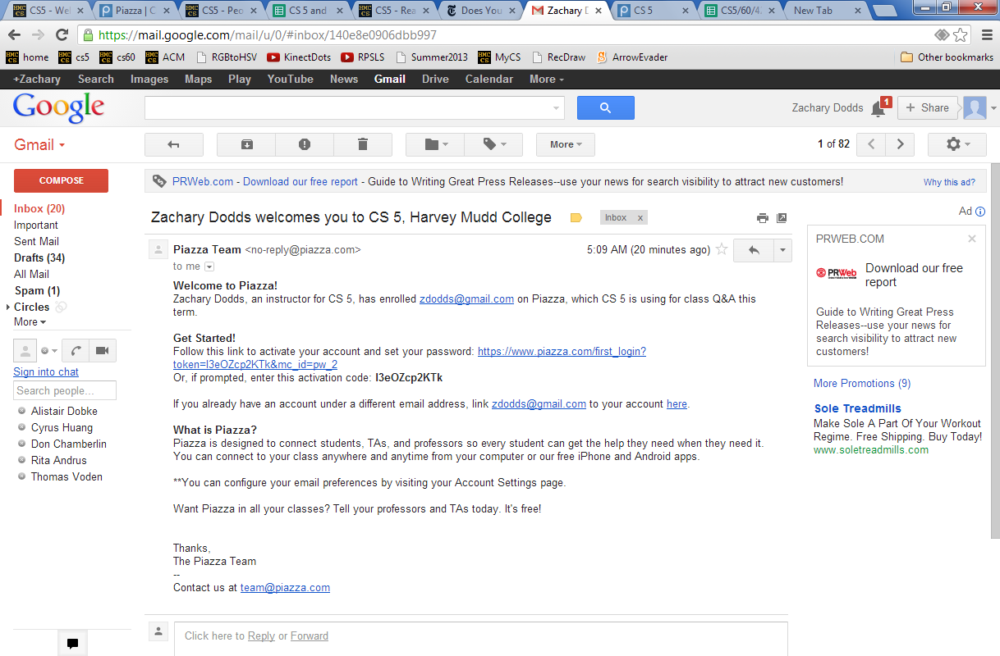 CS5 - Wel
Piazza | C
CS5 - Peo
CS 5 and
CS5 - Rea
Does You
Zachary D
CS 5
CS5/60/42
New Tab
https://mail.google.com/mail/u/0/#inbox/140e8e0906dbb997
home cs5 cs60 ACM RGBtoHSV KinectDots RPSLS Summer2013 MyCS RecDraw ArrowEvader Other bookmarks
+Zachary Search Images Maps Play YouTube News Gmail Drive Calendar More
Google
Zachary Dodds 1 + Share
Gmail
More
1 of 82
COMPOSE
Inbox (20)
Important
Sent Mail
Drafts (34)
All Mail
Spam (1)
Circles
More
Sign into chat
Search people...
Alistair Dobke
Cyrus Huang
Don Chamberlin
Rita Andrus
Thomas Voden
PRWeb.com - Download our free report - Guide to Writing Great Press Releases--use your news for search visibility to attract new customers! Why this ad?
Zachary Dodds welcomes you to CS 5, Harvey Mudd College Inbox x
Piazza Team <no-reply@piazza.com> 5:09 AM (20 minutes ago)
to me
Welcome to Piazza!
Zachary Dodds, an instructor for CS 5, has enrolled zdodds@gmail.com on Piazza, which CS 5 is using for class Q&A this
term.
Get Started!
Follow this link to activate your account and set your password: https://www.piazza.com/first_login?
token=I3eOZcp2KTk&mc_id=pw_2
Or, if prompted, enter this activation code: I3eOZcp2KTk
If you already have an account under a different email address, link zdodds@gmail.com to your account here.
What is Piazza?
Piazza is designed to connect students, TAs, and professors so every student can get the help they need when they need it.
You can connect to your class anywhere and anytime from your computer or our free iPhone and Android apps.
**You can configure your email preferences by visiting your Account Settings page.
Want Piazza in all your classes? Tell your professors and TAs today. It's free!
Thanks,
The Piazza Team
--
Contact us at team@piazza.com
Click here to Reply or Forward
Ad
PRWEB.COM
PRWeb
Download our free
report
Guide to Writing Great Press
Releases--use your news for
search visibility to attract new
customers!
More Promotions (9)
Sole Treadmills
Make Sole A Part Of Your Workout
Regime. Free Shipping. Buy Today!
www.soletreadmills.com